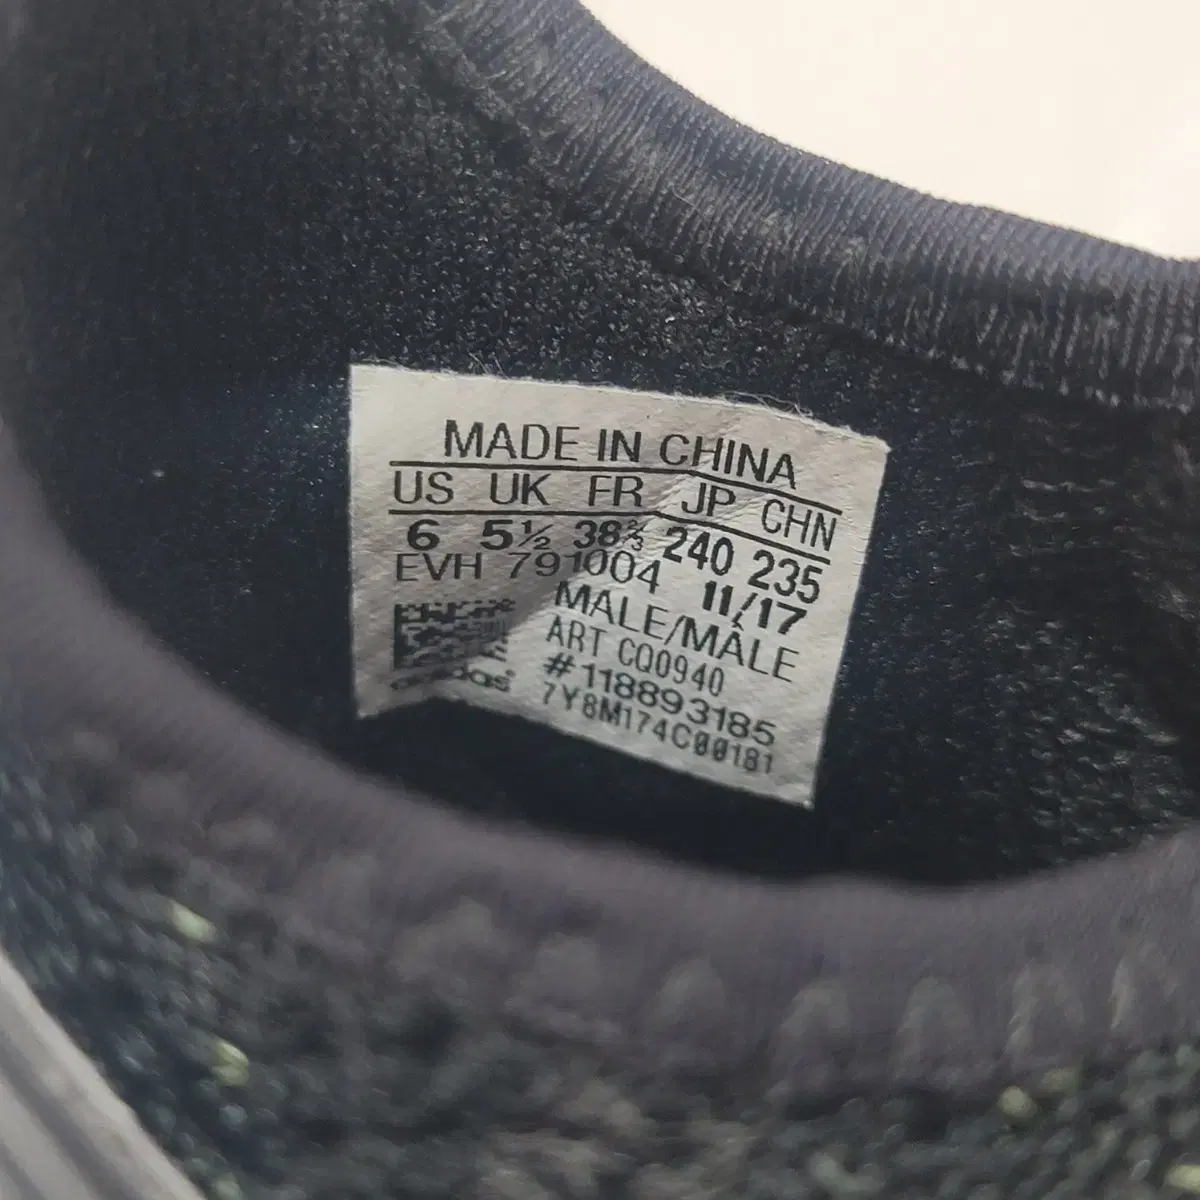 MADE IN CHINA
US UK FR JP CHN
6 5½ 38⅔ 240 235
EVH 791004 11/17
MALE/MÂLE
ART CQ0940
#118893185
7Y8M174C00181
adidas